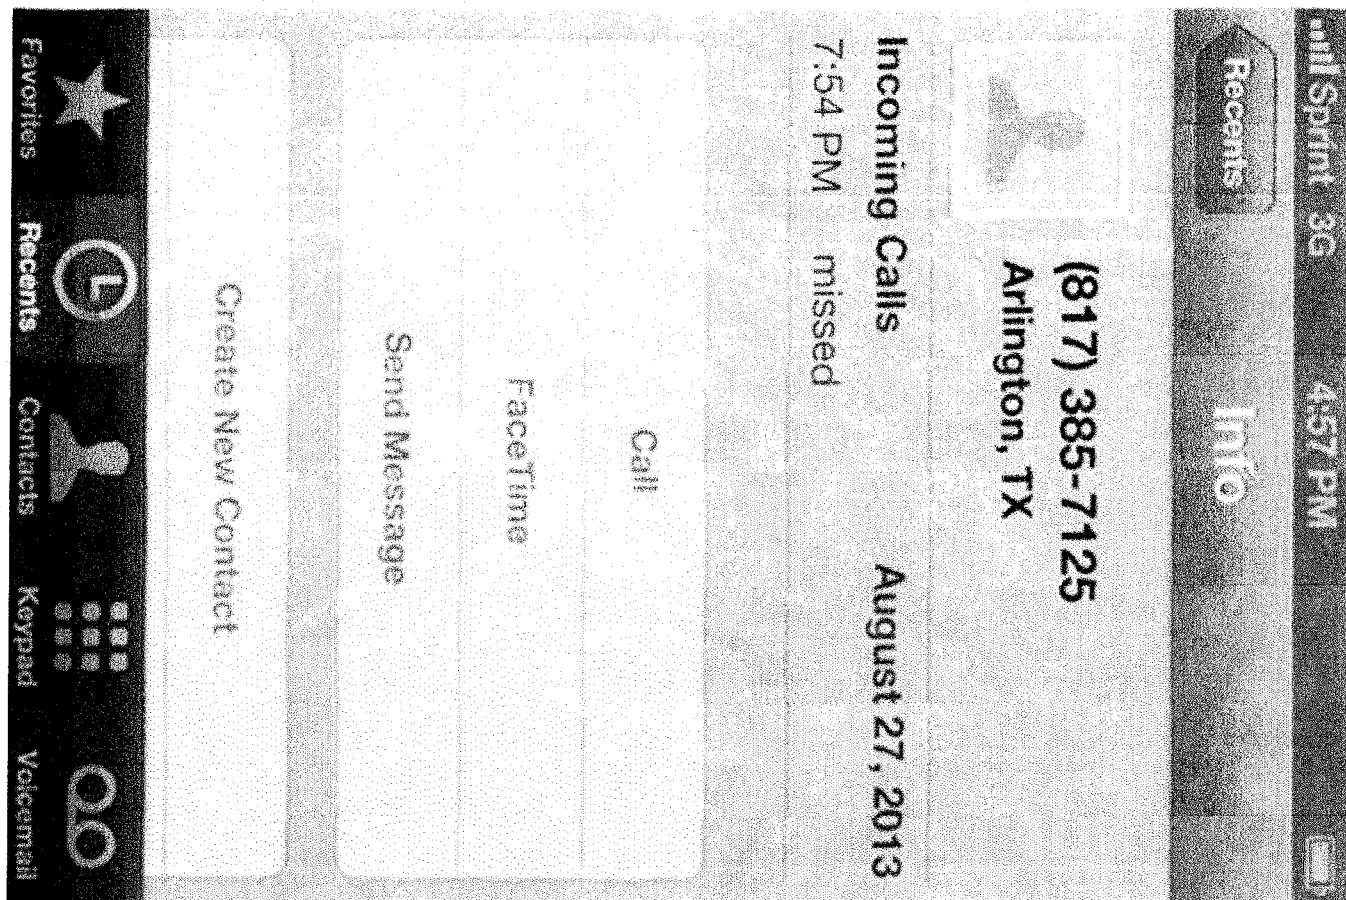 Sprint 3G 4:57 PM
Recents Info
(817) 385-7125
Arlington, TX
Incoming Calls August 27, 2013
7:54 PM missed
Call
FaceTime
Send Message
Create New Contact
Favorites Recents Contacts Keypad Voicemail